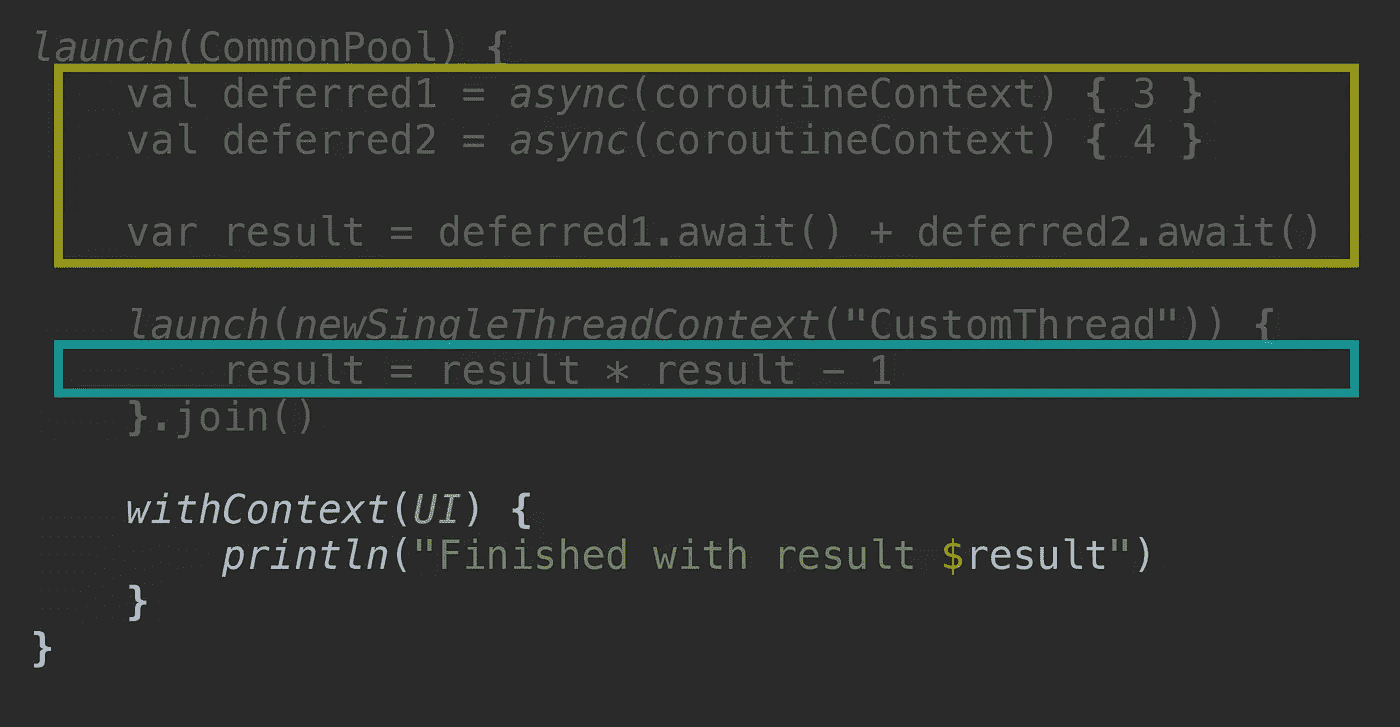 launch(CommonPool) {
    val deferred1 = async(coroutineContext) { 3 }
    val deferred2 = async(coroutineContext) { 4 }

    var result = deferred1.await() + deferred2.await()

    launch(newSingleThreadContext("CustomThread")) {
        result = result * result - 1
    }.join()

    withContext(UI) {
        println("Finished with result $result")
    }
}